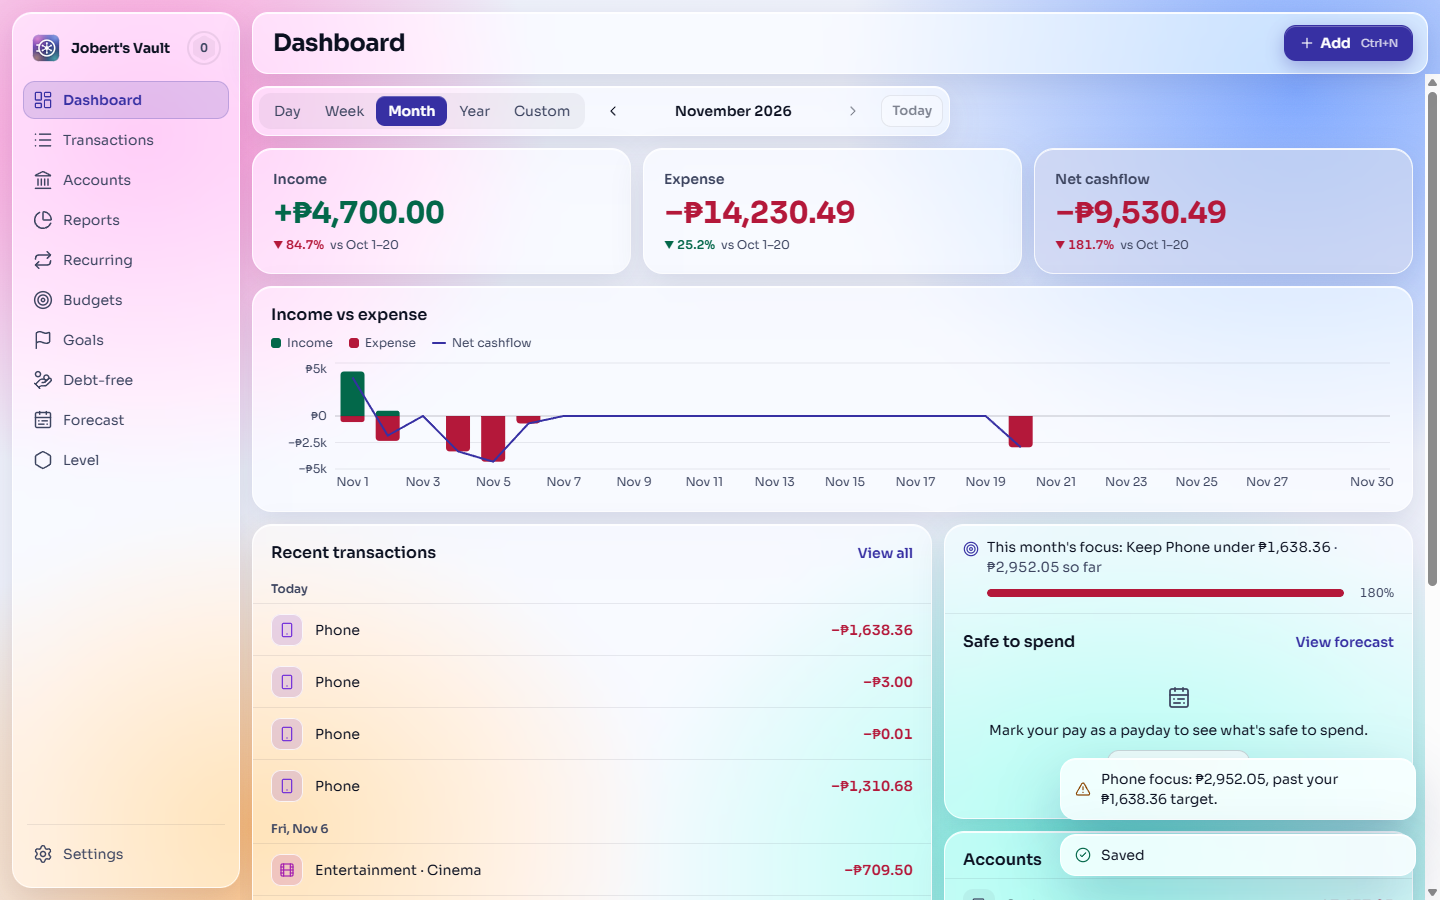 Jobert's Vault
0
Dashboard
Transactions
Accounts
Reports
Recurring
Budgets
Goals
Debt-free
Forecast
Level
Settings
Dashboard
Add Ctrl+N
Day Week Month Year Custom
November 2026
Today
Income
+₱4,700.00
▼ 84.7% vs Oct 1–20
Expense
−₱14,230.49
▼ 25.2% vs Oct 1–20
Net cashflow
−₱9,530.49
▼ 181.7% vs Oct 1–20
Income vs expense
Income Expense Net cashflow
₱5k
₱0
−₱2.5k
−₱5k
Nov 1 Nov 3 Nov 5 Nov 7 Nov 9 Nov 11 Nov 13 Nov 15 Nov 17 Nov 19 Nov 21 Nov 23 Nov 25 Nov 27 Nov 30
Recent transactions View all
Today
Phone −₱1,638.36
Phone −₱3.00
Phone −₱0.01
Phone −₱1,310.68
Fri, Nov 6
Entertainment · Cinema −₱709.50
This month's focus: Keep Phone under ₱1,638.36 ·
₱2,952.05 so far
180%
Safe to spend View forecast
Mark your pay as a payday to see what's safe to spend.
Phone focus: ₱2,952.05, past your
₱1,638.36 target.
Accounts
Saved